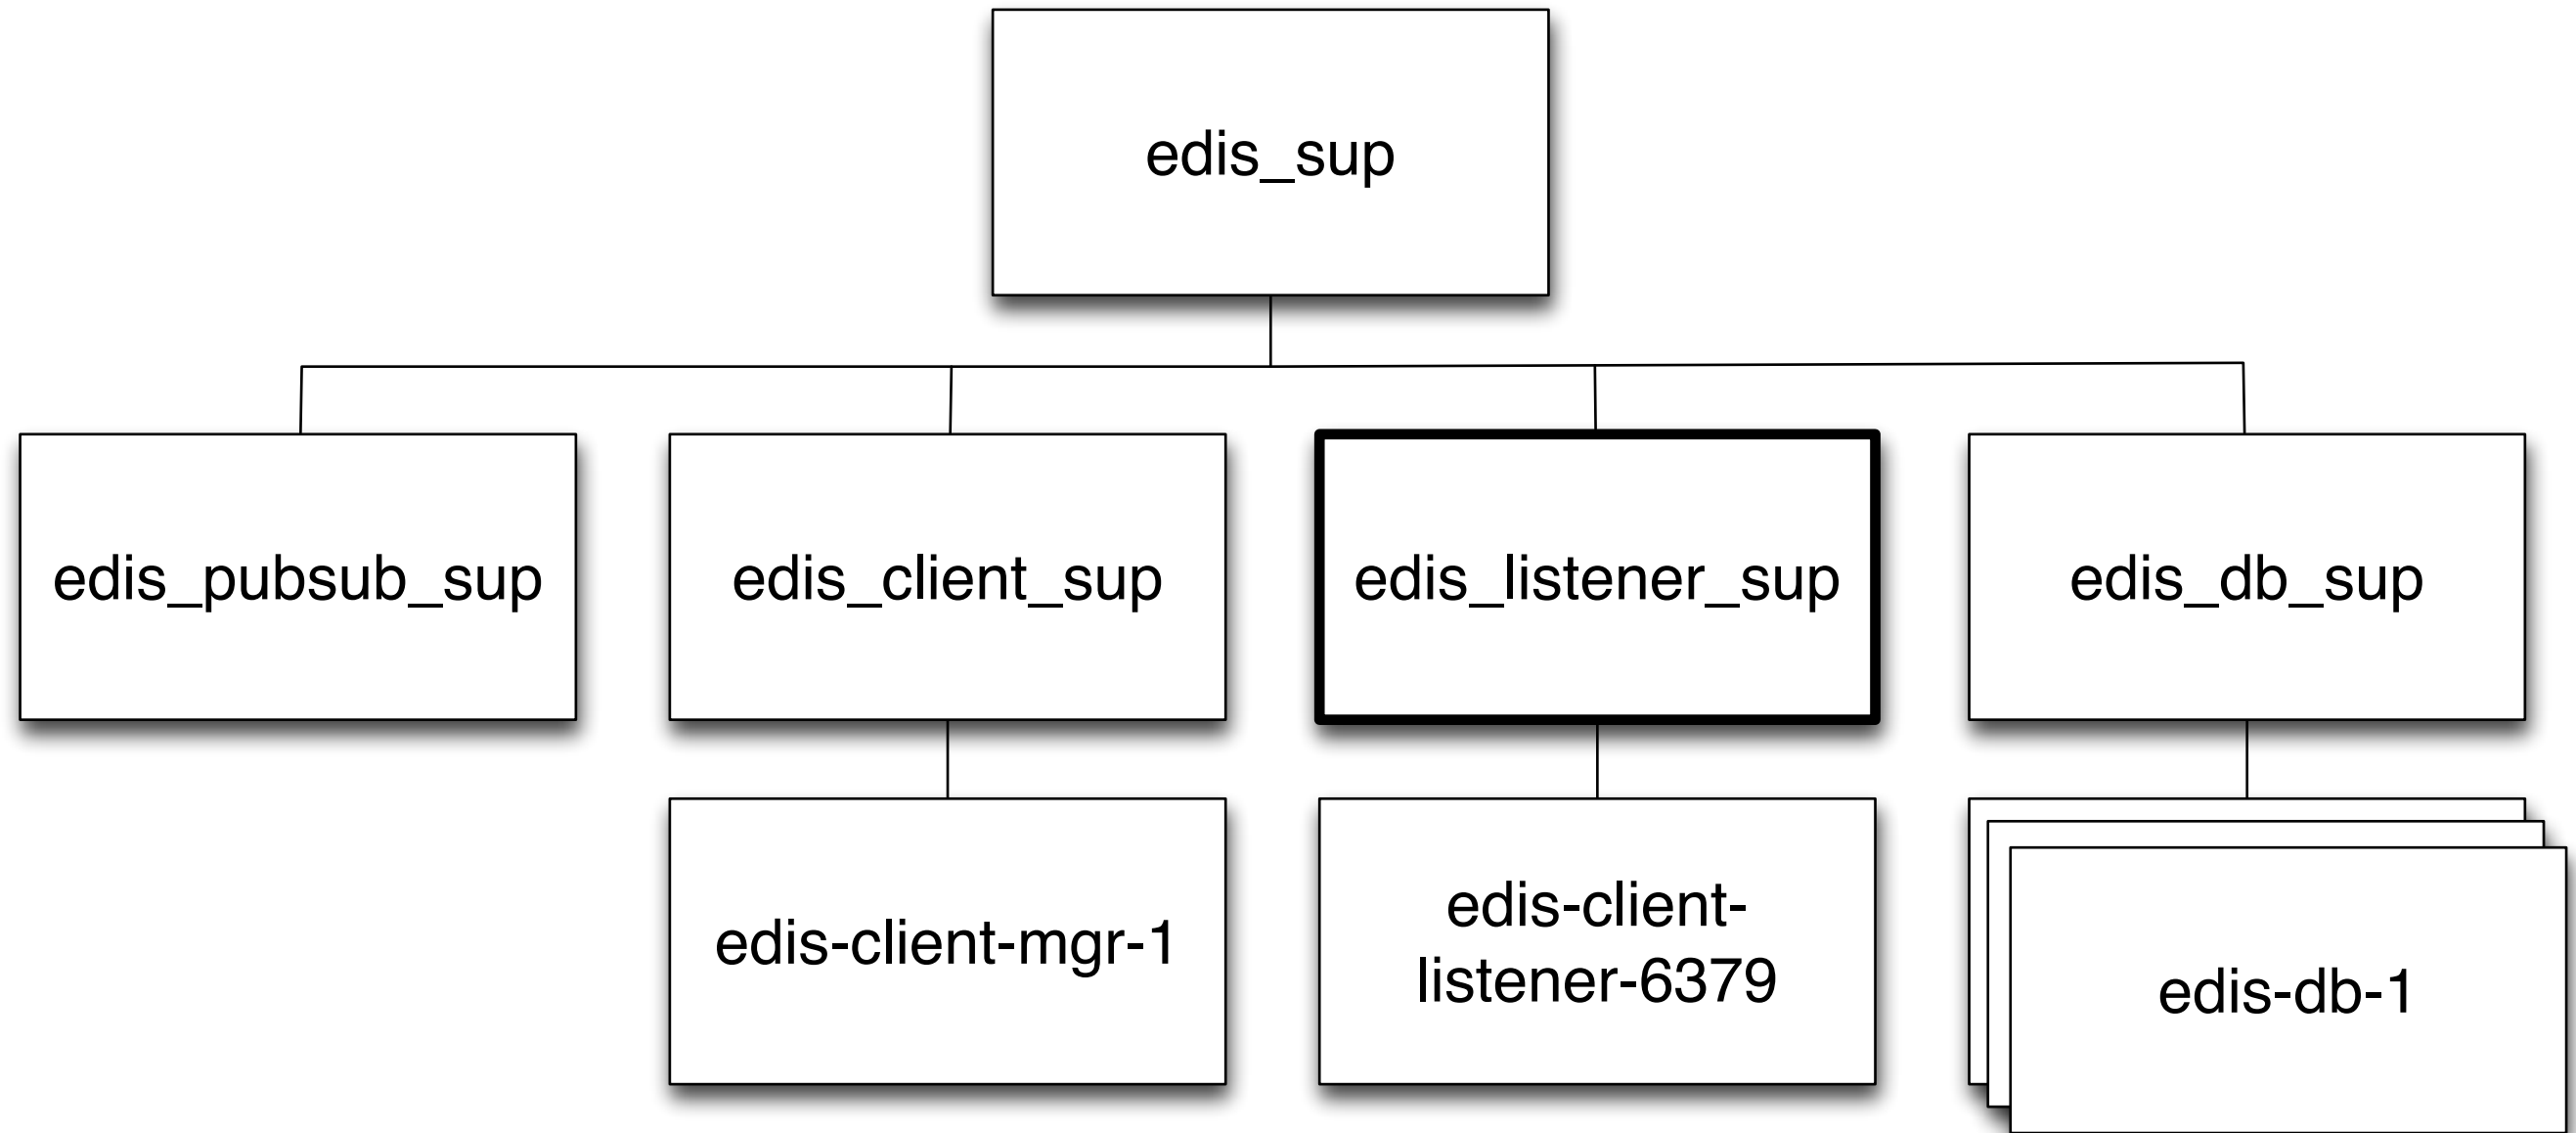 edis_sup
edis_pubsub_sup
edis_client_sup
edis_listener_sup
edis_db_sup
edis-client-mgr-1
edis-client-
listener-6379
edis-db-1